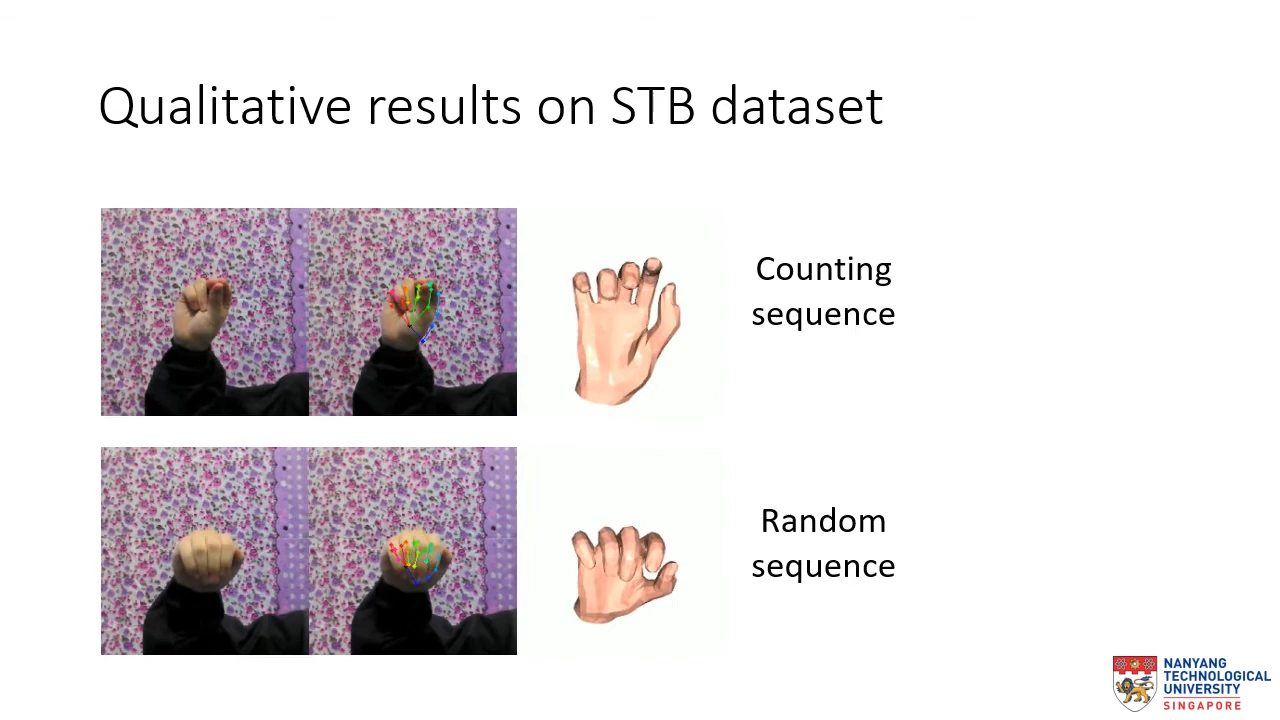 Qualitative results on STB dataset
Counting
sequence
Random
sequence
NANYANG
TECHNOLOGICAL
UNIVERSITY
SINGAPORE